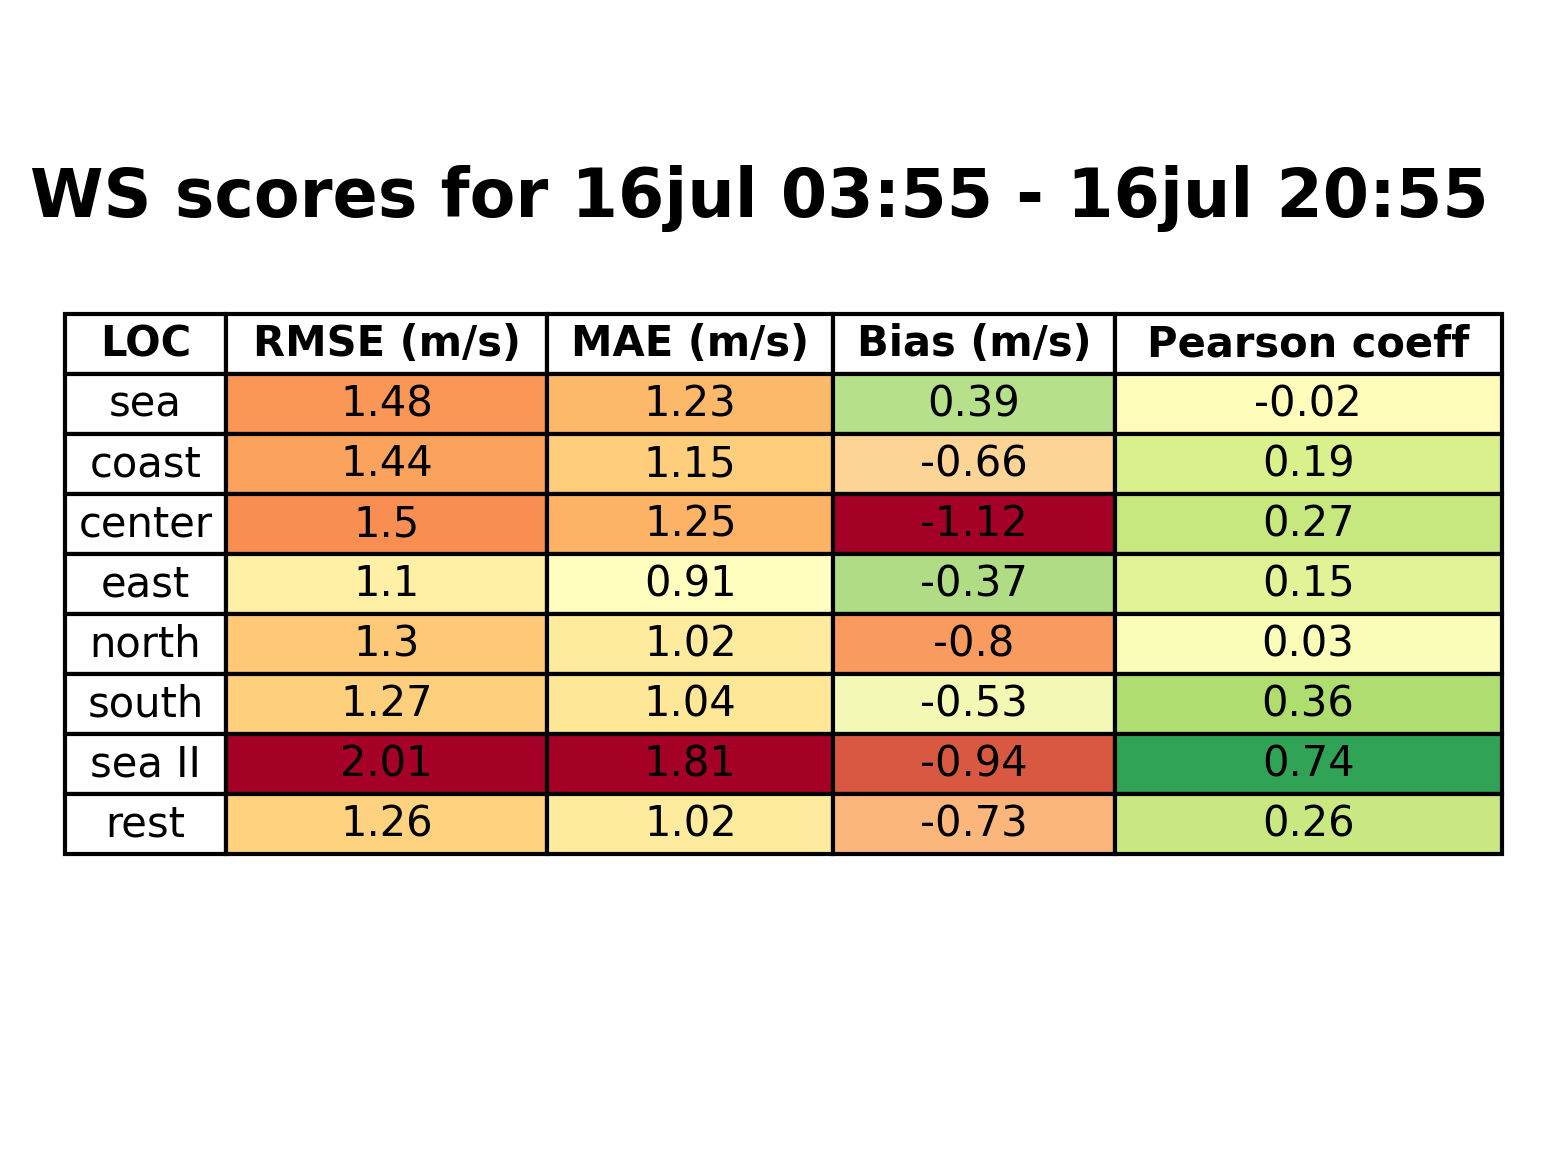 WS scores for 16jul 03:55 - 16jul 20:55
LOC RMSE (m/s) MAE (m/s) Bias (m/s) Pearson coeff
sea 1.48 1.23 0.39 -0.02
coast 1.44 1.15 -0.66 0.19
center 1.5 1.25 -1.12 0.27
east 1.1 0.91 -0.37 0.15
north 1.3 1.02 -0.8 0.03
south 1.27 1.04 -0.53 0.36
sea II 2.01 1.81 -0.94 0.74
rest 1.26 1.02 -0.73 0.26